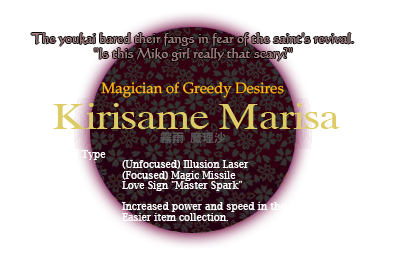 The youkai bared their fangs in fear of the saint's revival.
"Is this Miko girl really that scary?"
Magician of Greedy Desires
Kirisame Marisa
霧雨 魔理沙
Type
(Unfocused) Illusion Laser
(Focused) Magic Missile
Love Sign "Master Spark"
Increased power and speed in the
Easier item collection.